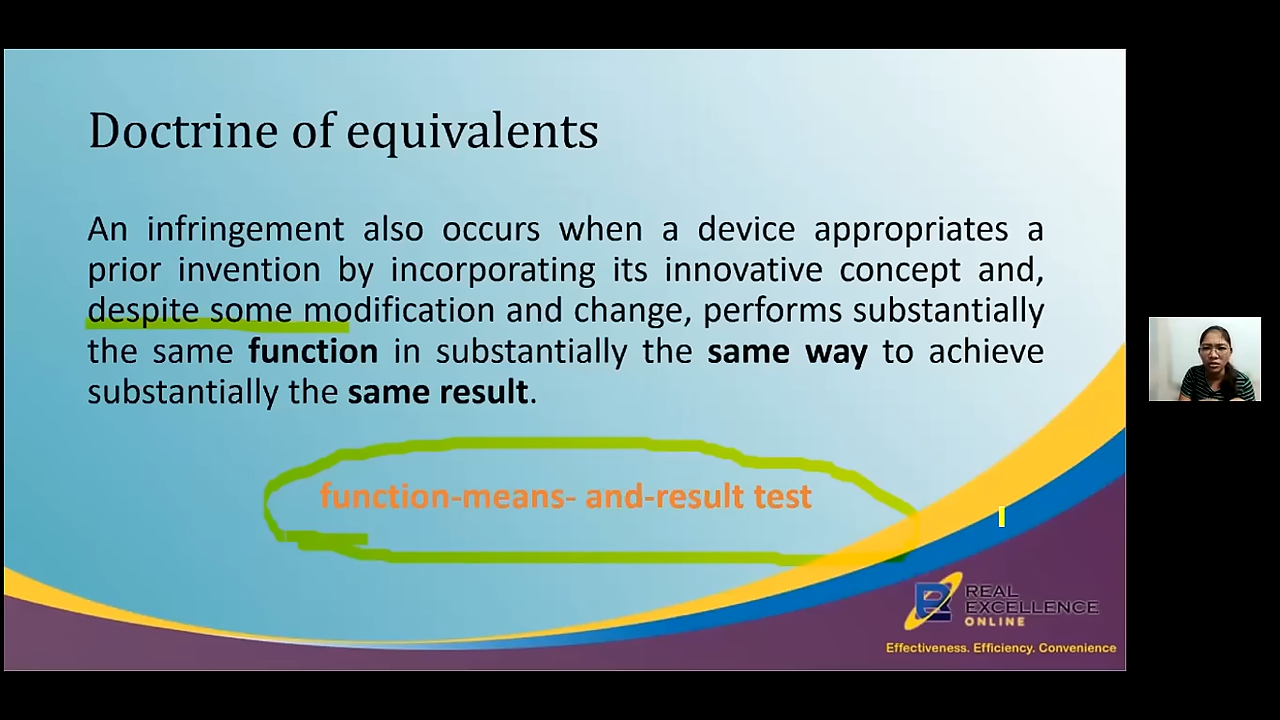 Doctrine of equivalents
An infringement also occurs when a device appropriates a
prior invention by incorporating its innovative concept and,
despite some modification and change, performs substantially
the same function in substantially the same way to achieve
substantially the same result.
function-means- and-result test
REAL
EXCELLENCE
ONLINE
Effectiveness. Efficiency. Convenience